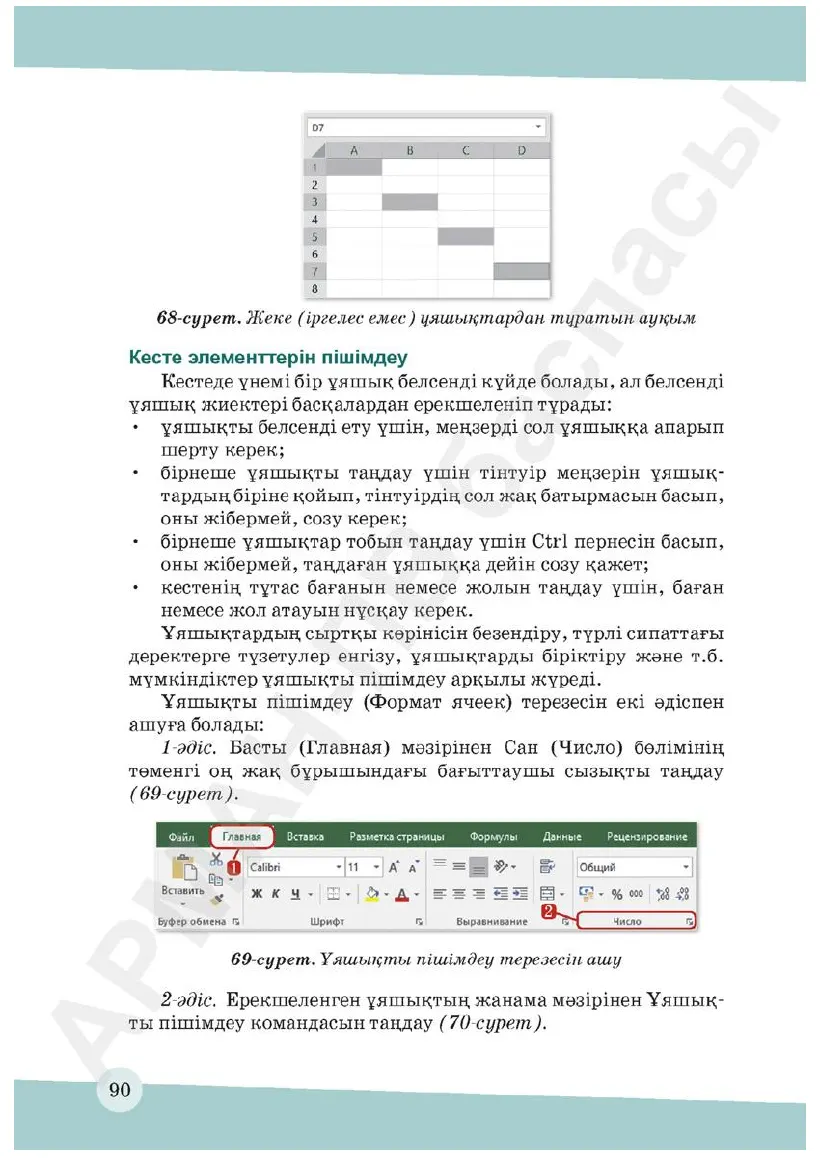 D7
A B C D
1
2
3
4
5
6
7
8
68-сурет. Жеке (іргелес емес) ұяшықтардан тұратын ауқым
Кесте элементтерін пішімдеу
Кестеде үнемі бір ұяшық белсенді күйде болады, ал белсенді
ұяшық жиектері басқалардан ерекшеленіп тұрады:
• ұяшықты белсенді ету үшін, меңзерді сол ұяшыққа апарып
шерту керек;
• бірнеше ұяшықты таңдау үшін тінтуір меңзерін ұяшық-
тардың біріне қойып, тінтуірдің сол жақ батырмасын басып,
оны жібермей, созу керек;
• бірнеше ұяшықтар тобын таңдау үшін Ctrl пернесін басып,
оны жібермей, таңдаған ұяшыққа дейін созу қажет;
• кестенің тұтас бағанын немесе жолын таңдау үшін, баған
немесе жол атауын нұсқау керек.
Ұяшықтардың сыртқы көрінісін безендіру, түрлі сипаттағы
деректерге түзетулер енгізу, ұяшықтарды біріктіру және т.б.
мүмкіндіктер ұяшықты пішімдеу арқылы жүреді.
Ұяшықты пішімдеу (Формат ячеек) терезесін екі әдіспен
ашуға болады:
1-әдіс. Басты (Главная) мәзірінен Сан (Число) бөлімінің
төменгі оң жақ бұрышындағы бағыттаушы сызықты таңдау
(69-сурет).
Файл Главная Вставка Разметка страницы Формулы Данные Рецензирование
1
Calibri 11 Общий
Вставить Ж К Ч % 000
2
Буфер обмена Шрифт Выравнивание Число
69-сурет. Ұяшықты пішімдеу терезесін ашу
2-әдіс. Ерекшеленген ұяшықтың жанама мәзірінен Ұяшық-
ты пішімдеу командасын таңдау (70-сурет).
90
АРМАН-ПВ баспасы